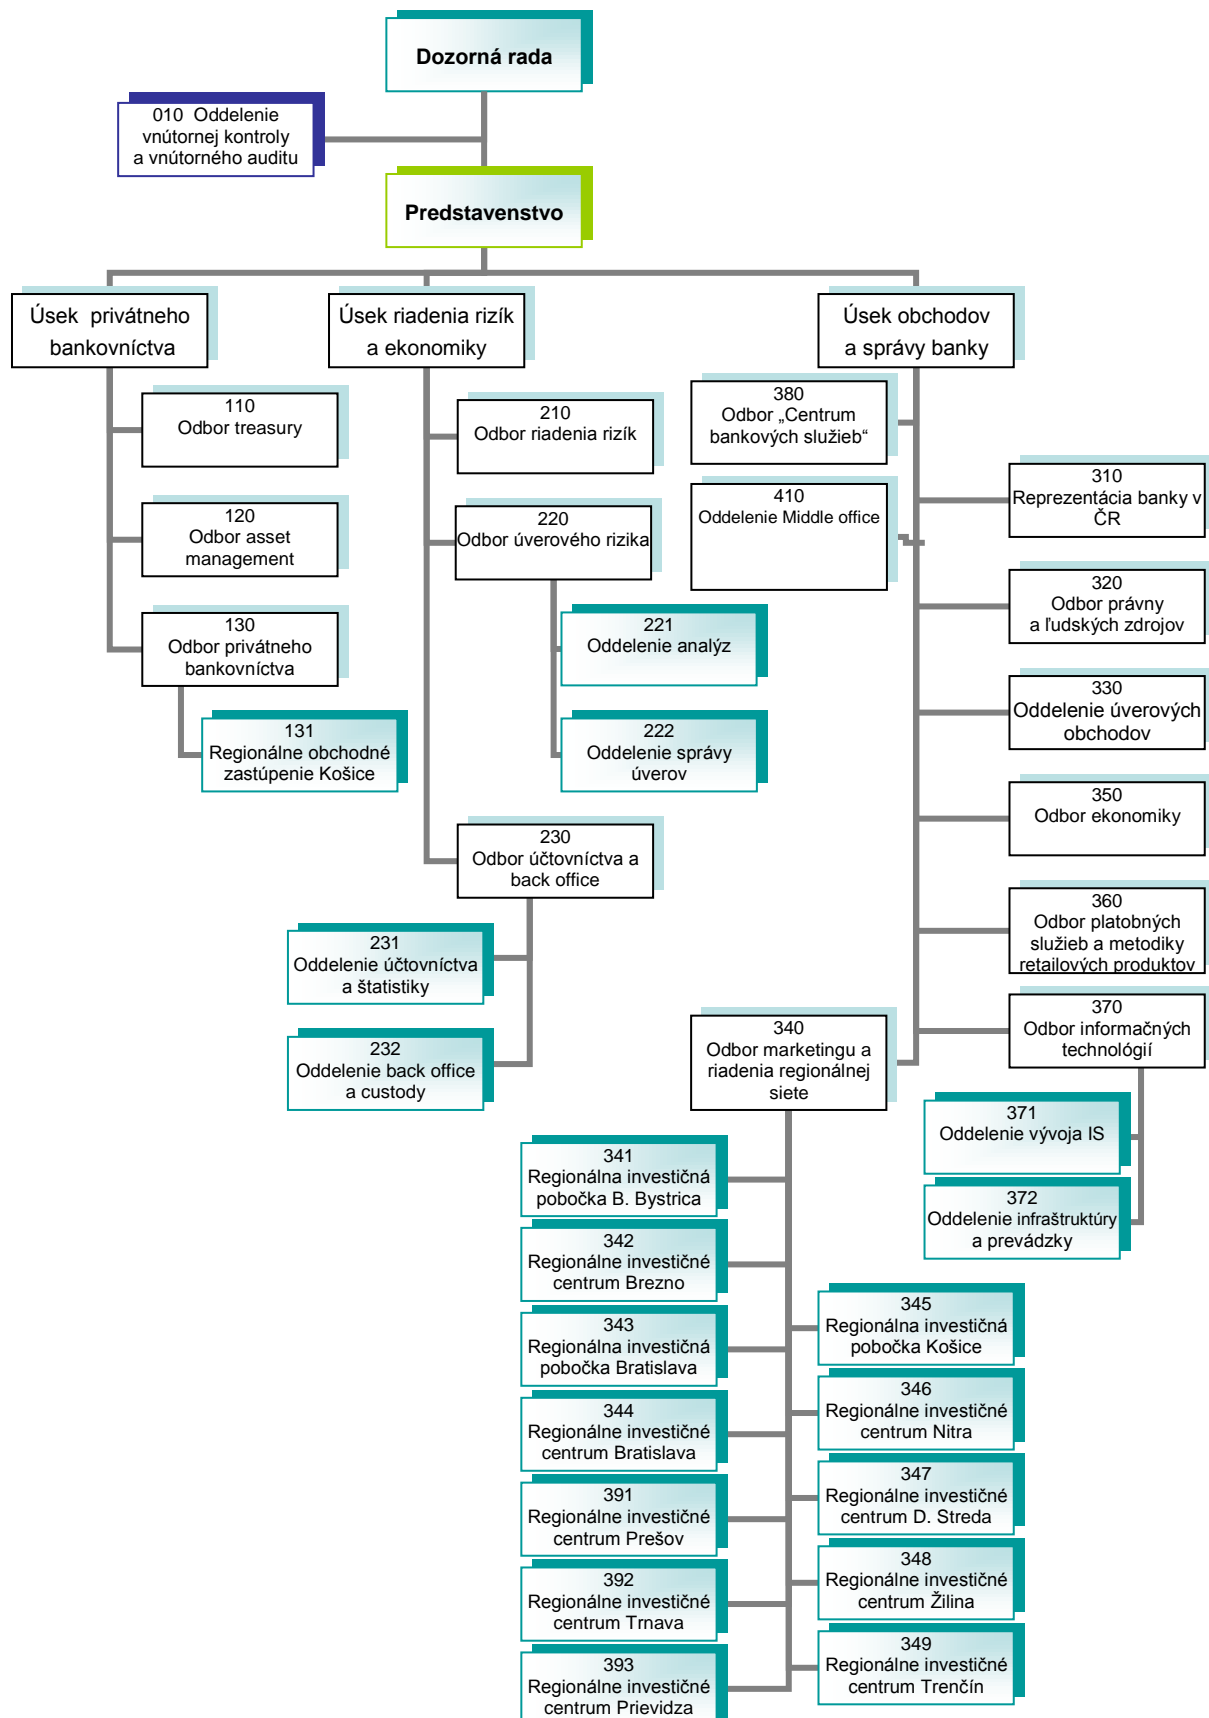 Dozorná rada
010 Oddelenie
vnútornej kontroly
a vnútorného auditu
Predstavenstvo
Úsek privátneho
bankovníctva
Úsek riadenia rizík
a ekonomiky
Úsek obchodov
a správy banky
110
Odbor treasury
120
Odbor asset
management
130
Odbor privátneho
bankovníctva
131
Regionálne obchodné
zastúpenie Košice
210
Odbor riadenia rizík
220
Odbor úverového rizika
221
Oddelenie analýz
222
Oddelenie správy
úverov
230
Odbor účtovníctva a
back office
231
Oddelenie účtovníctva
a štatistiky
232
Oddelenie back office
a custody
380
Odbor „Centrum
bankových služieb“
410
Oddelenie Middle office
310
Reprezentácia banky v
ČR
320
Odbor právny
a ľudských zdrojov
330
Oddelenie úverových
obchodov
350
Odbor ekonomiky
360
Odbor platobných
služieb a metodiky
retailových produktov
370
Odbor informačných
technológií
371
Oddelenie vývoja IS
372
Oddelenie infraštruktúry
a prevádzky
340
Odbor marketingu a
riadenia regionálnej
siete
341
Regionálna investičná
pobočka B. Bystrica
342
Regionálne investičné
centrum Brezno
343
Regionálna investičná
pobočka Bratislava
344
Regionálne investičné
centrum Bratislava
391
Regionálne investičné
centrum Prešov
392
Regionálne investičné
centrum Trnava
393
Regionálne investičné
centrum Prievidza
345
Regionálna investičná
pobočka Košice
346
Regionálne investičné
centrum Nitra
347
Regionálne investičné
centrum D. Streda
348
Regionálne investičné
centrum Žilina
349
Regionálne investičné
centrum Trenčín